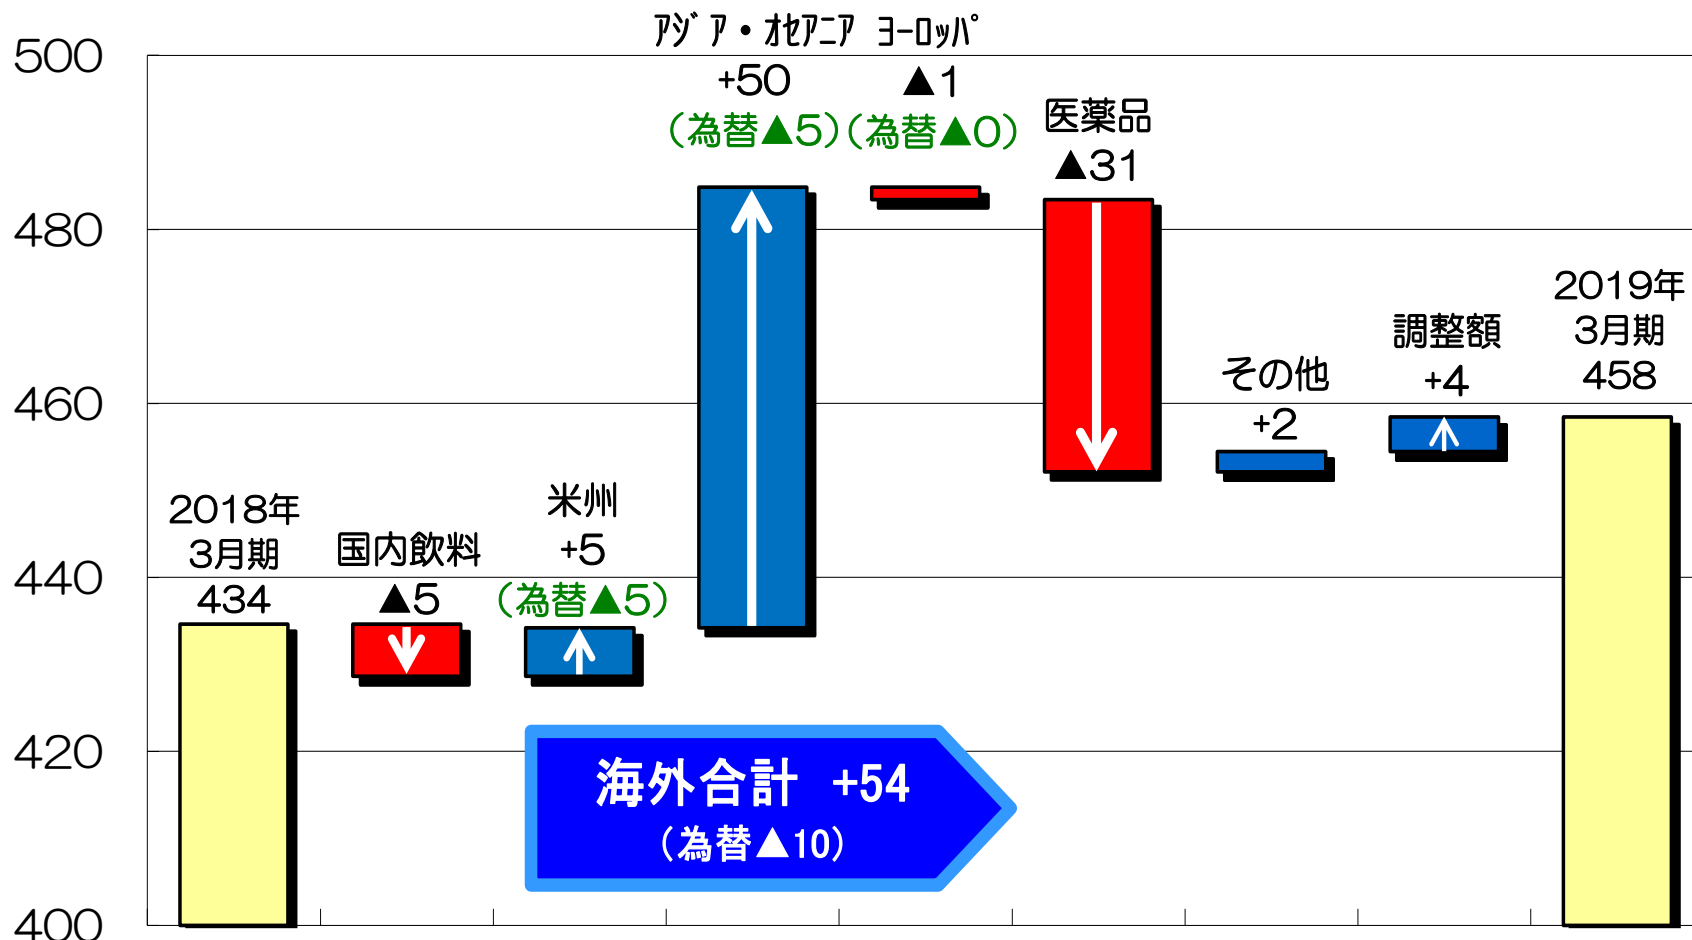 500
480
460
440
420
400
2018年
3月期
434
国内飲料
▲5
米州
+5
(為替▲5)
ｱｼﾞｱ・ｵｾｱﾆｱ
+50
(為替▲5)
ﾖｰﾛｯﾊﾟ
▲1
(為替▲0)
医薬品
▲31
その他
+2
調整額
+4
2019年
3月期
458
海外合計 +54
(為替▲10)